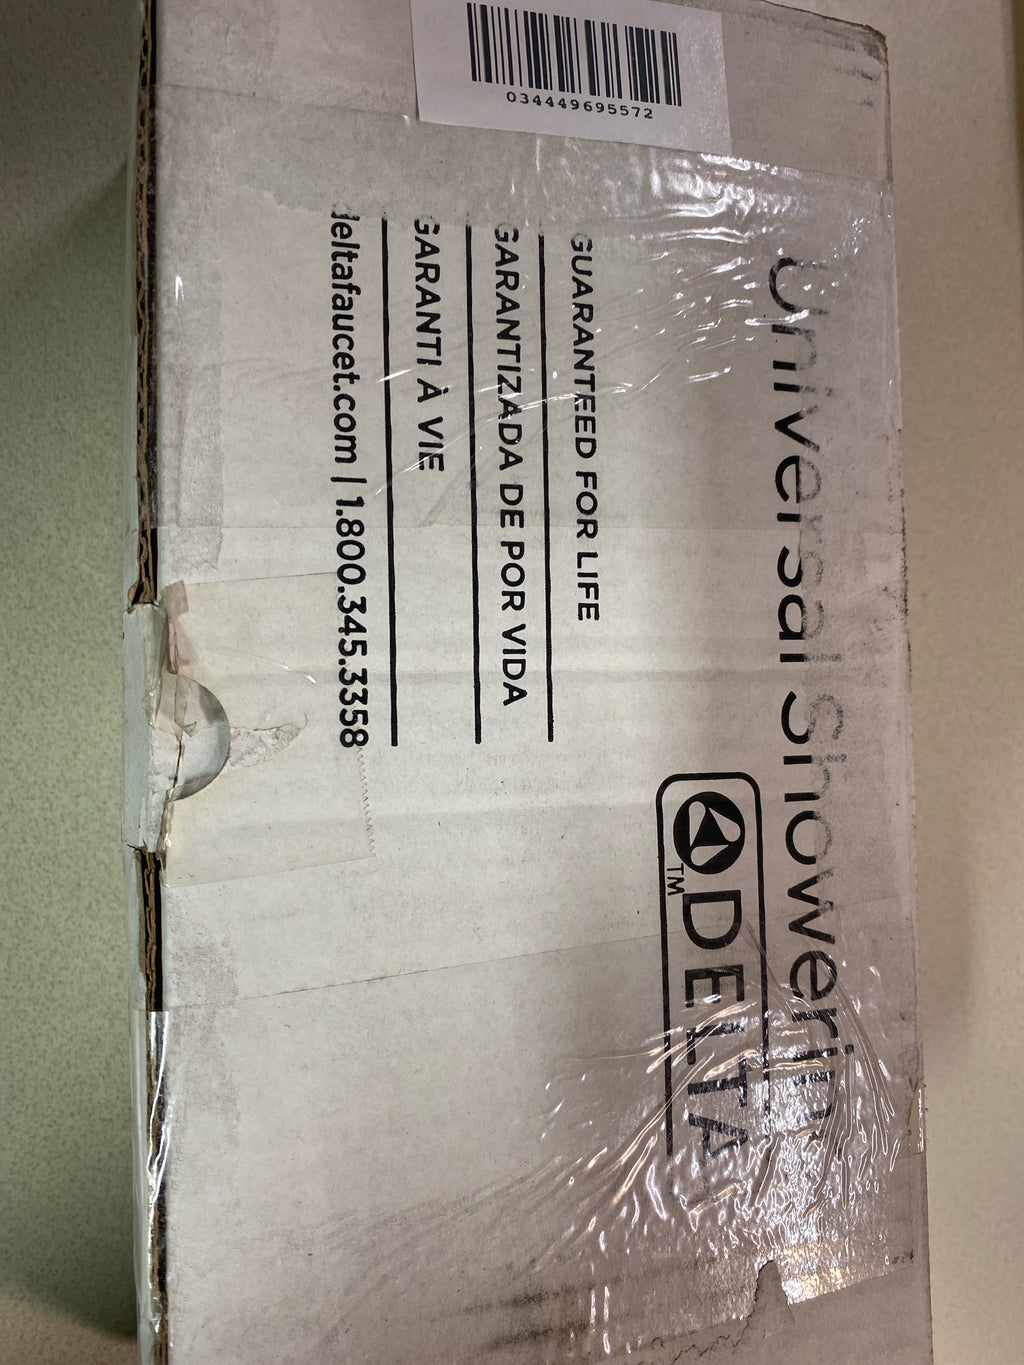 034449695572
Universal Showering
DELTA
TM
GUARANTEED FOR LIFE
GARANTIZADA DE POR VIDA
GARANTI À VIE
deltafaucet.com | 1.800.345.3358